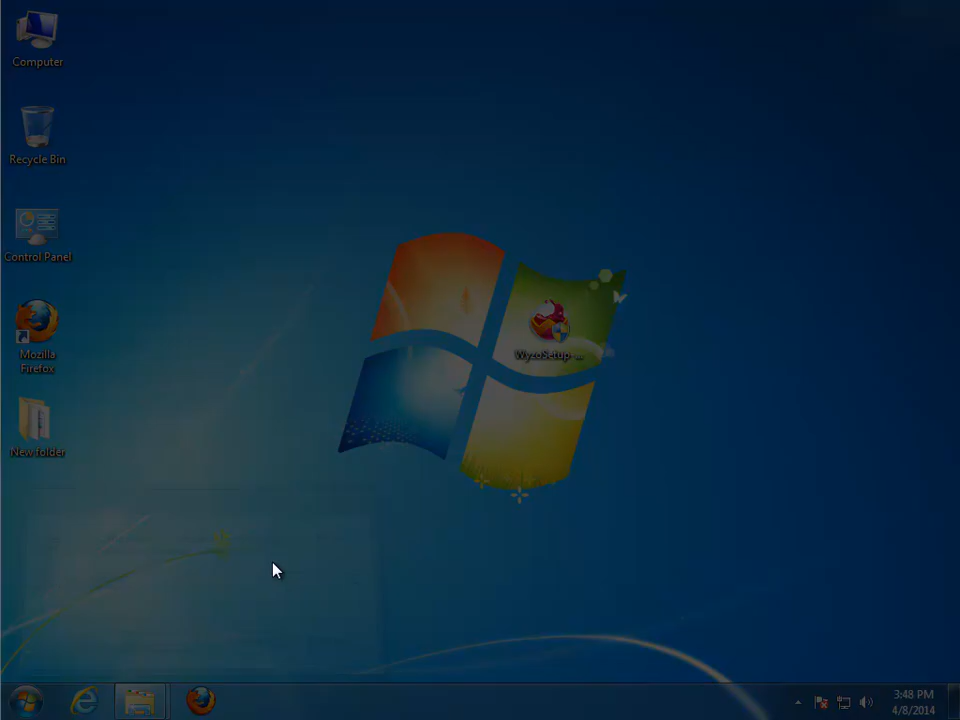 Computer
Recycle Bin
Control Panel
Mozilla
Firefox
New folder
WyzoSetup-...
3:48 PM
4/8/2014